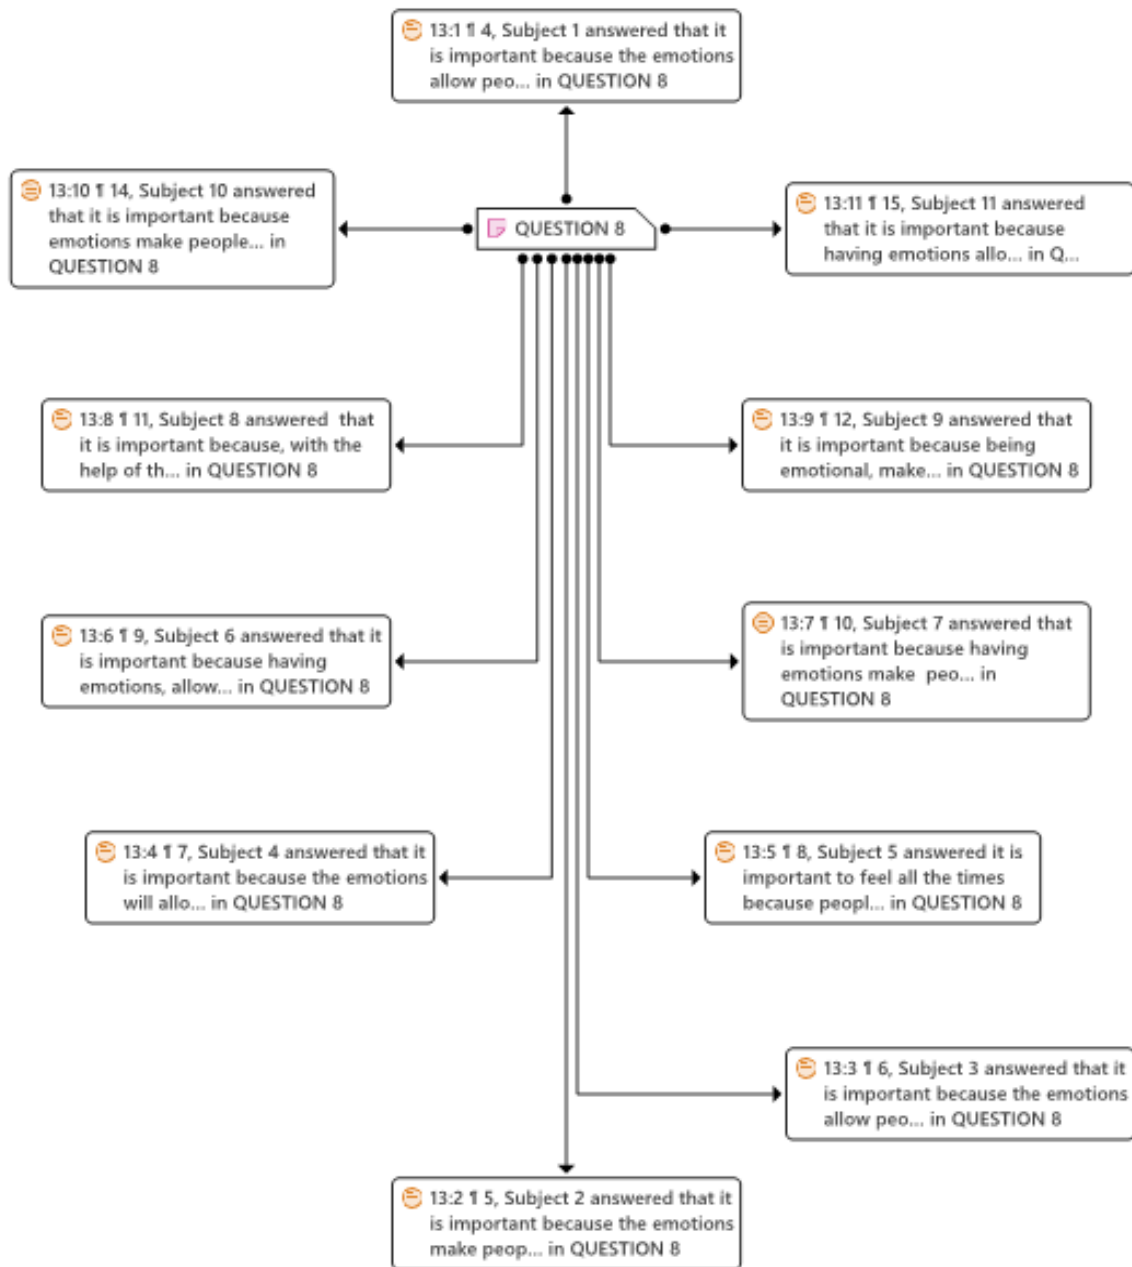 13:1 ¶ 4, Subject 1 answered that it
is important because the emotions
allow peo... in QUESTION 8
13:10 ¶ 14, Subject 10 answered
that it is important because
emotions make people... in
QUESTION 8
QUESTION 8
13:11 ¶ 15, Subject 11 answered
that it is important because
having emotions allo... in Q...
13:8 ¶ 11, Subject 8 answered  that
it is important because, with the
help of th... in QUESTION 8
13:9 ¶ 12, Subject 9 answered that
it is important because being
emotional, make... in QUESTION 8
13:6 ¶ 9, Subject 6 answered that it
is important because having
emotions, allow... in QUESTION 8
13:7 ¶ 10, Subject 7 answered that
is important because having
emotions make  peo... in
QUESTION 8
13:4 ¶ 7, Subject 4 answered that it
is important because the emotions
will allo... in QUESTION 8
13:5 ¶ 8, Subject 5 answered it is
important to feel all the times
because peopl... in QUESTION 8
13:3 ¶ 6, Subject 3 answered that it
is important because the emotions
allow peo... in QUESTION 8
13:2 ¶ 5, Subject 2 answered that it
is important because the emotions
make peop... in QUESTION 8